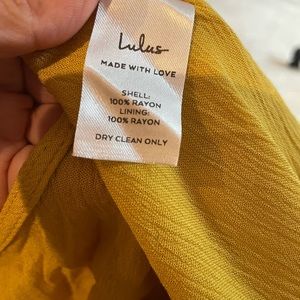 Lulus
MADE WITH LOVE
SHELL:
100% RAYON
LINING:
100% RAYON
DRY CLEAN ONLY